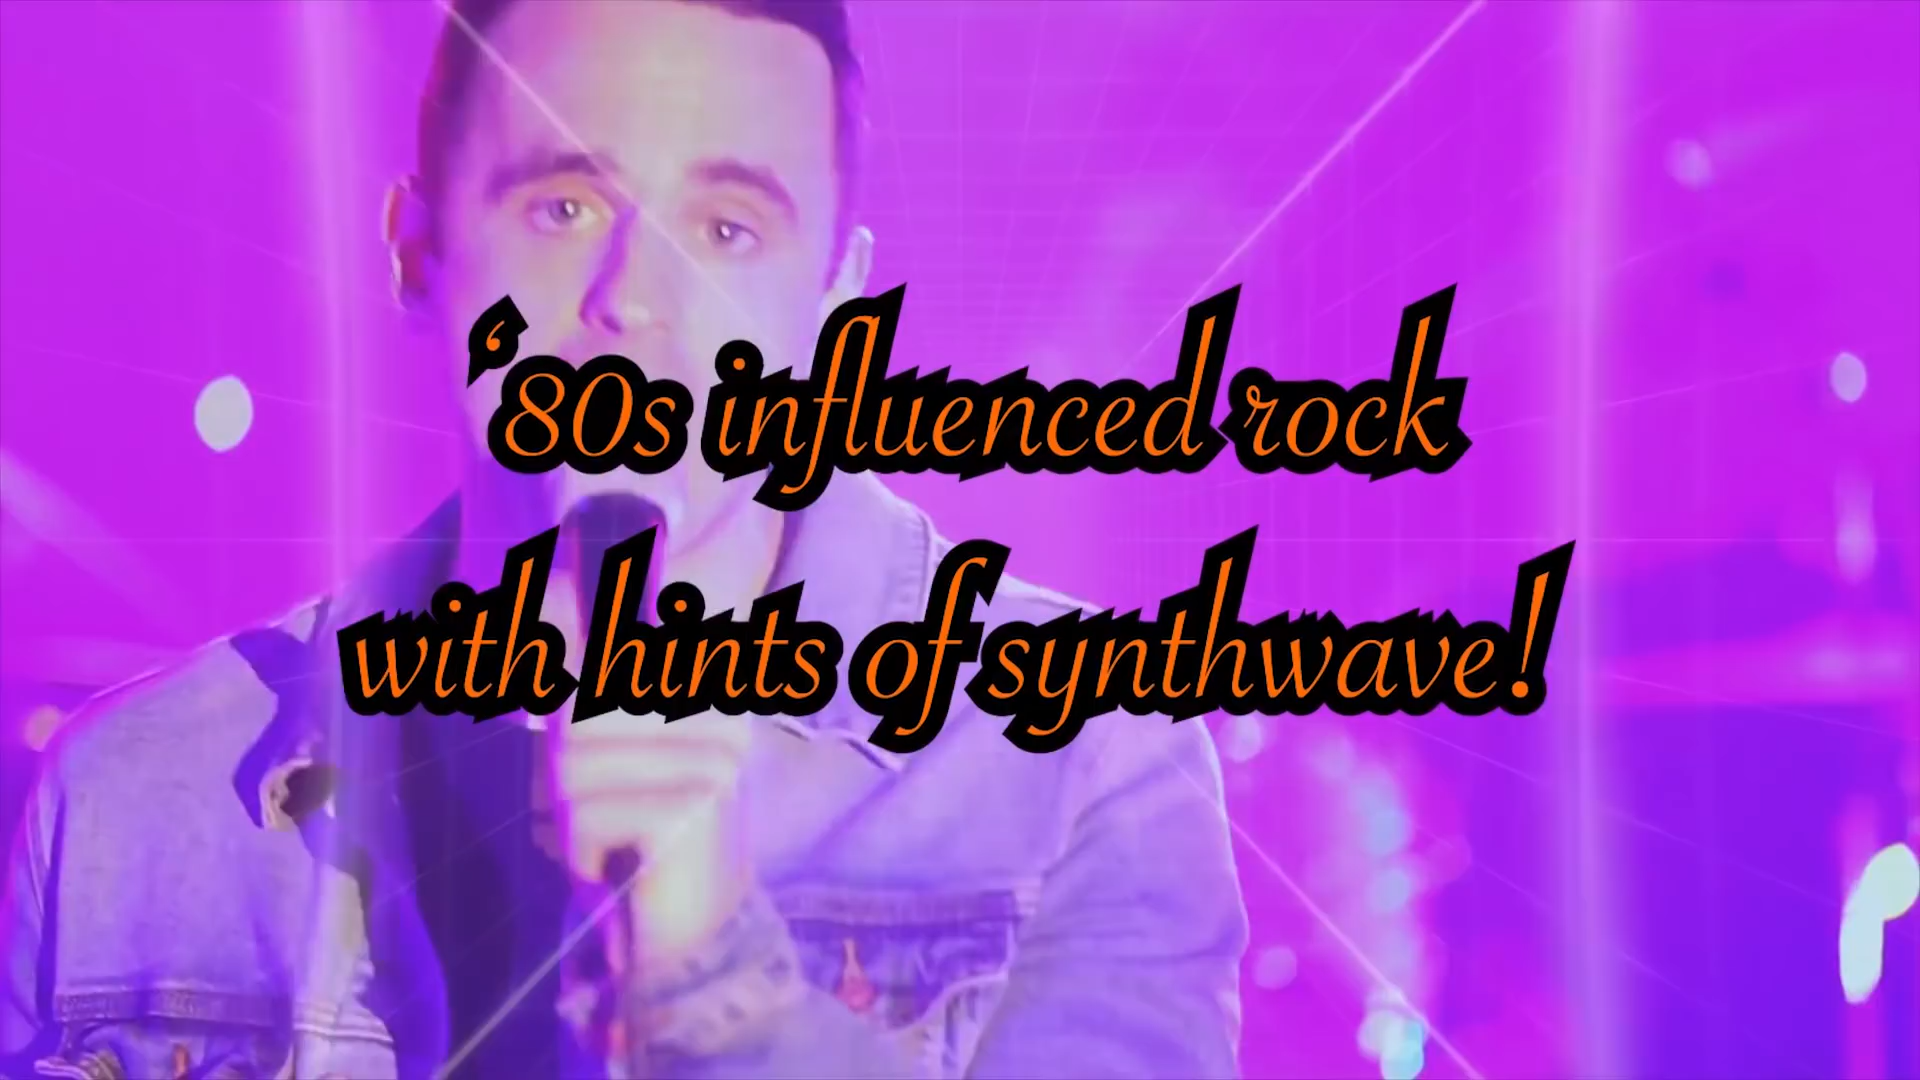 ‘80s influenced rock
with hints of synthwave!